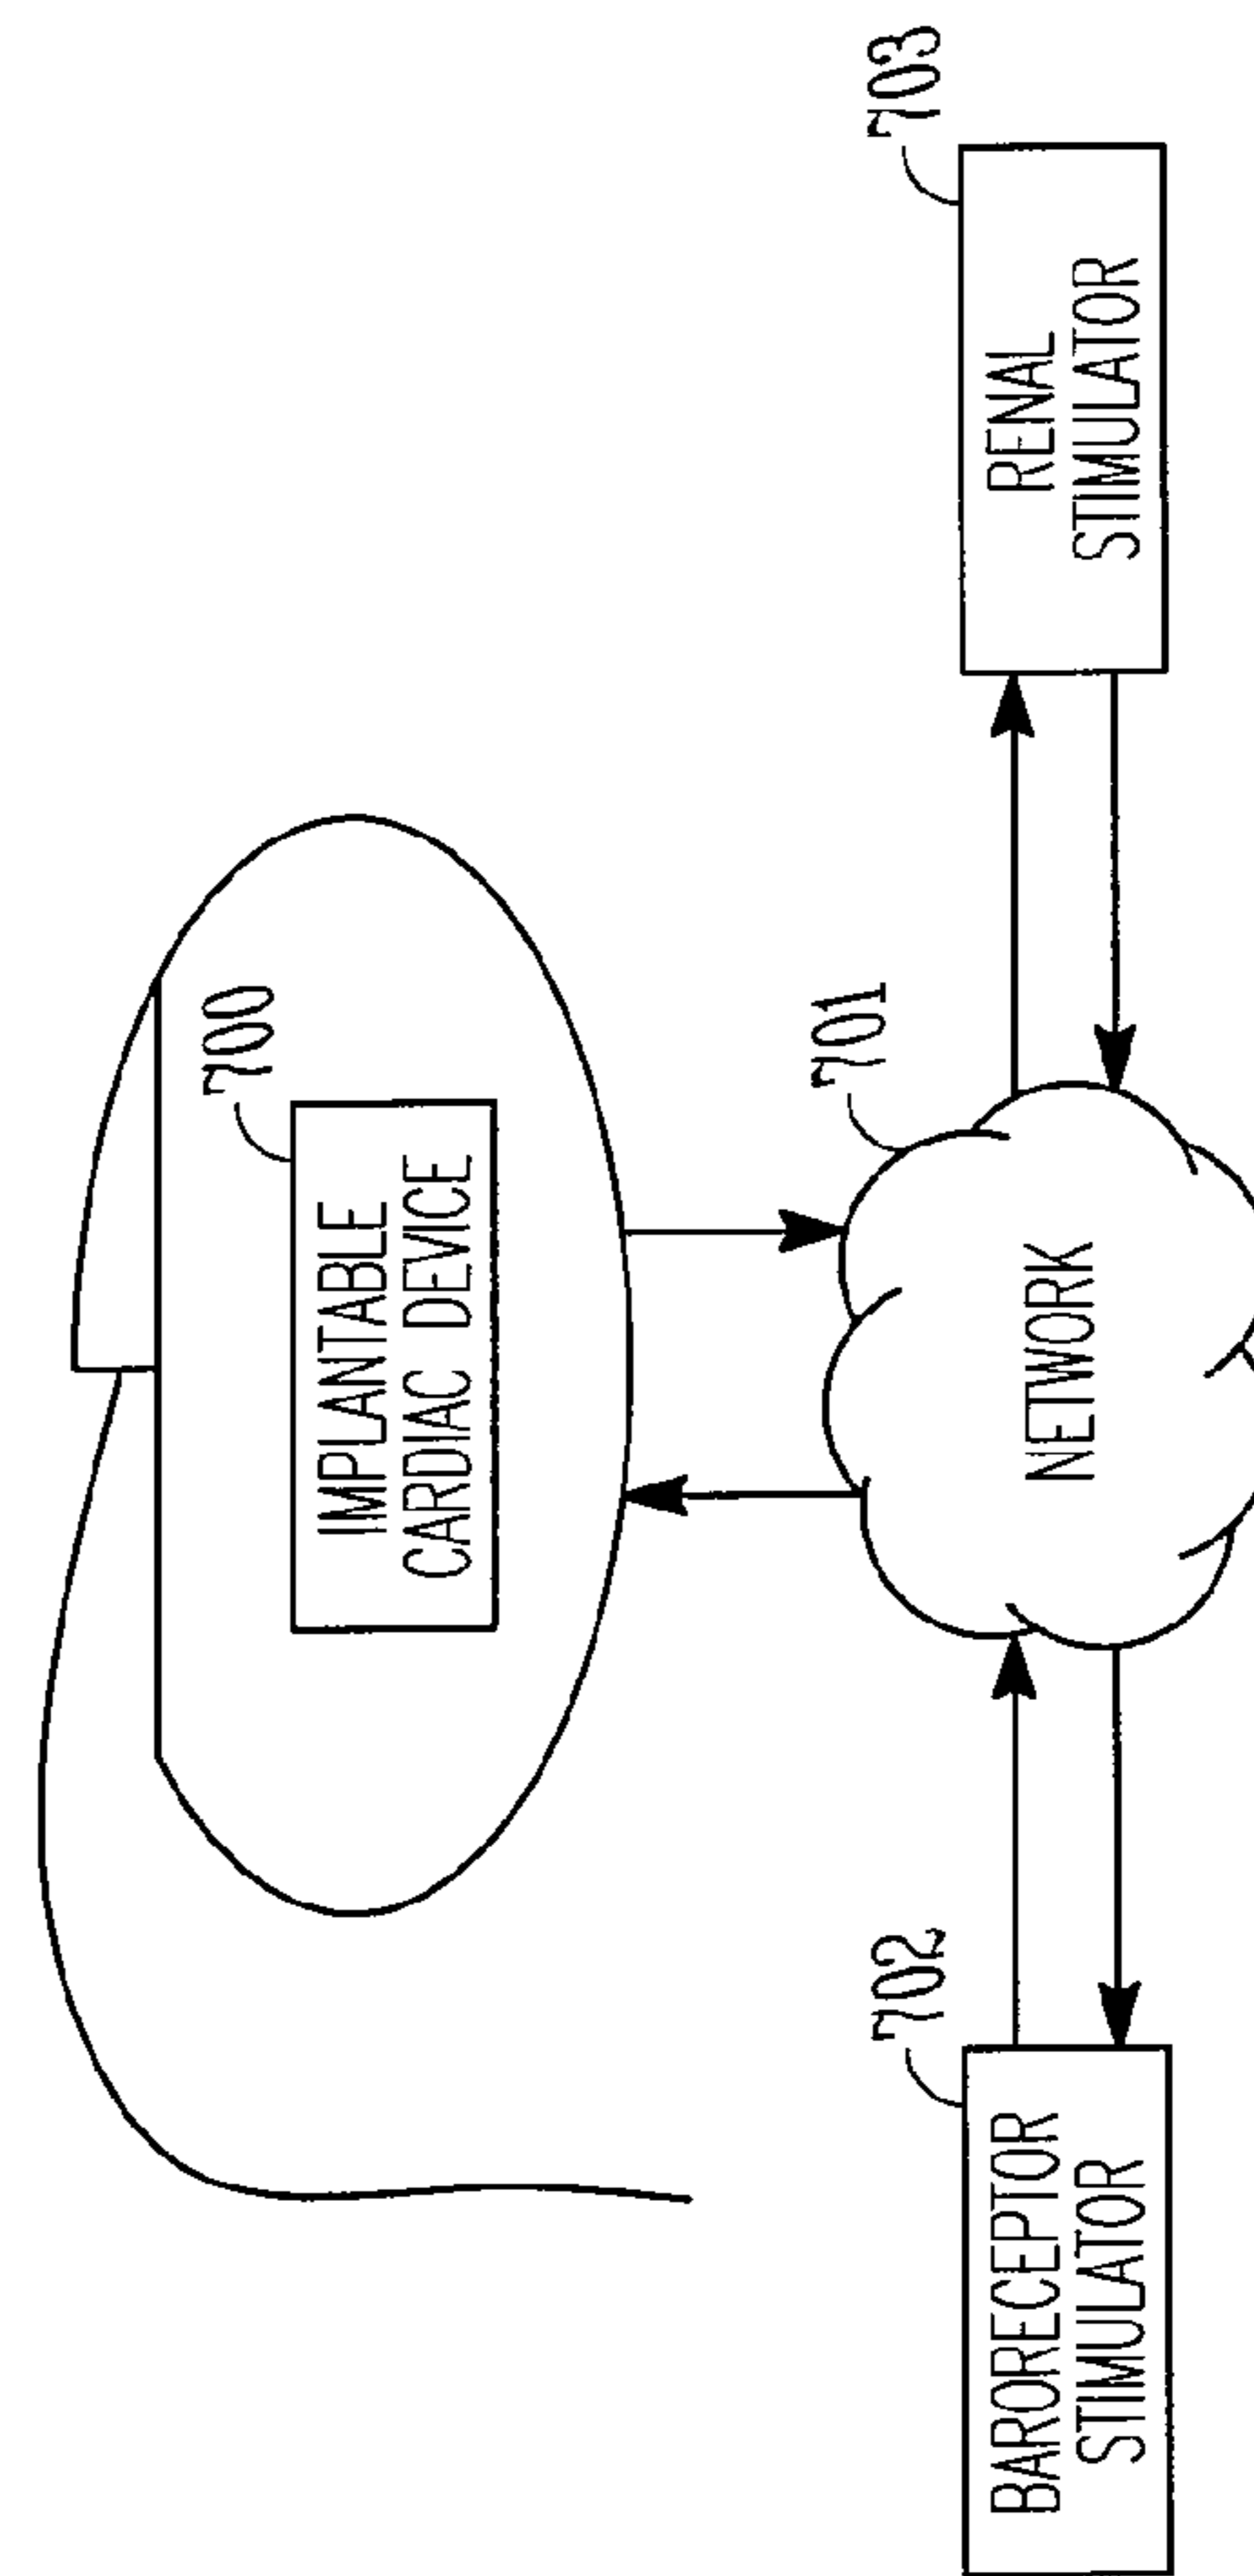 700
IMPLANTABLE
CARDIAC DEVICE
701
NETWORK
702
BARORECEPTOR
STIMULATOR
703
RENAL
STIMULATOR